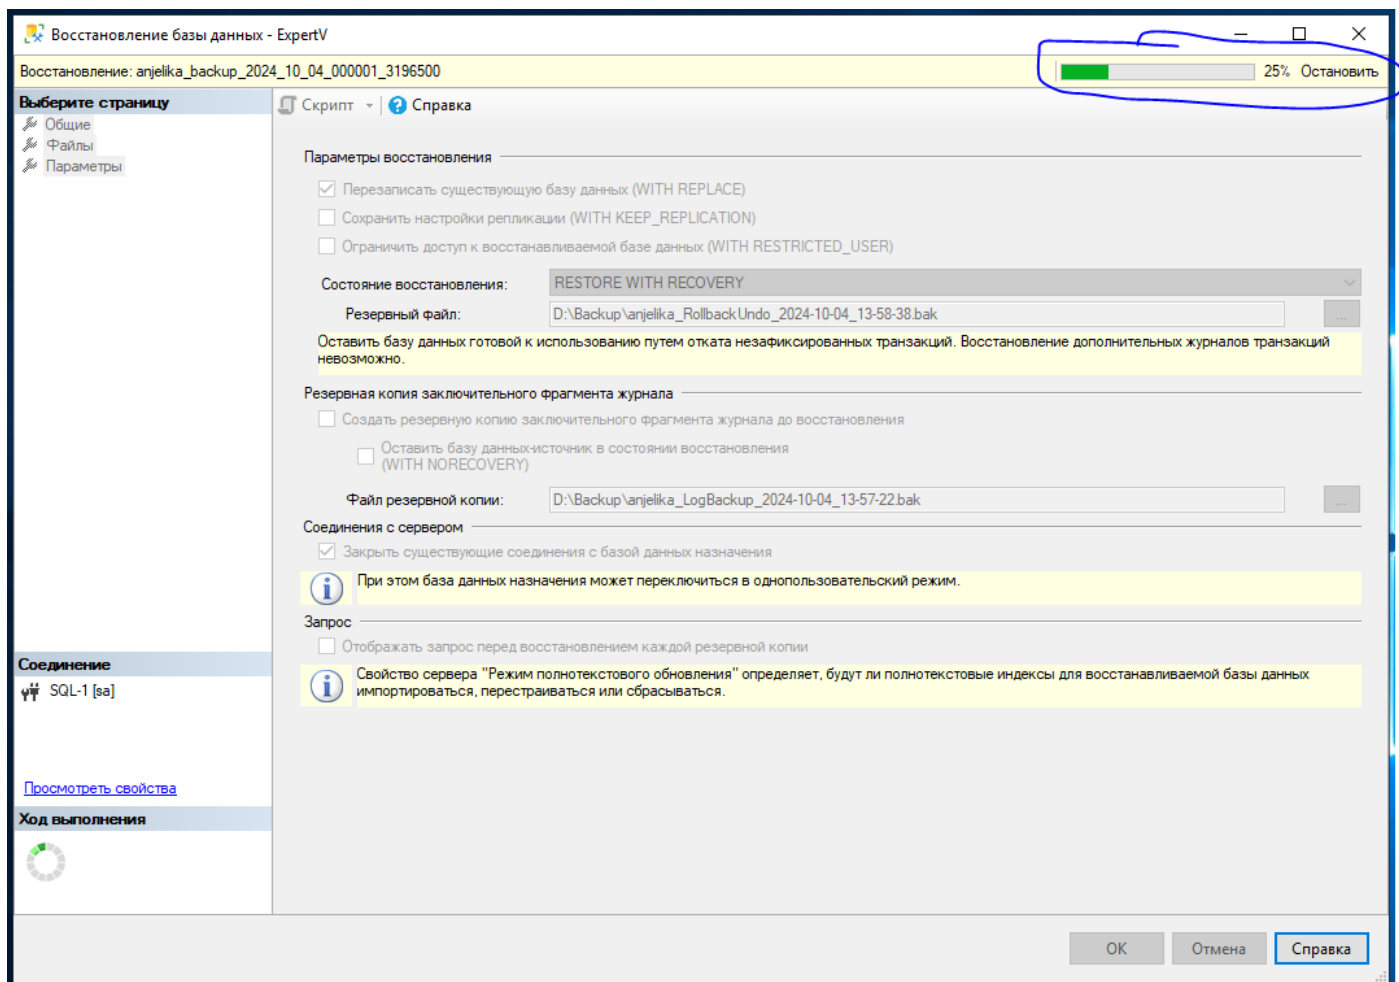 Восстановление базы данных - ExpertV
Восстановление: anjelika_backup_2024_10_04_000001_3196500
25% Остановить
Выберите страницу
Общие
Файлы
Параметры
Скрипт
Справка
Параметры восстановления
Перезаписать существующую базу данных (WITH REPLACE)
Сохранить настройки репликации (WITH KEEP_REPLICATION)
Ограничить доступ к восстанавливаемой базе данных (WITH RESTRICTED_USER)
Состояние восстановления: RESTORE WITH RECOVERY
Резервный файл: D:\Backup\anjelika_RollbackUndo_2024-10-04_13-58-38.bak ...
Оставить базу данных готовой к использованию путем отката незафиксированных транзакций. Восстановление дополнительных журналов транзакций
невозможно.
Резервная копия заключительного фрагмента журнала
Создать резервную копию заключительного фрагмента журнала до восстановления
Оставить базу данных-источник в состоянии восстановления
(WITH NORECOVERY)
Файл резервной копии: D:\Backup\anjelika_LogBackup_2024-10-04_13-57-22.bak ...
Соединения с сервером
Закрыть существующие соединения с базой данных назначения
При этом база данных назначения может переключиться в однопользовательский режим.
Запрос
Отображать запрос перед восстановлением каждой резервной копии
Свойство сервера "Режим полнотекстового обновления" определяет, будут ли полнотекстовые индексы для восстанавливаемой базы данных
импортироваться, перестраиваться или сбрасываться.
Соединение
SQL-1 [sa]
Просмотреть свойства
Ход выполнения
OK
Отмена
Справка